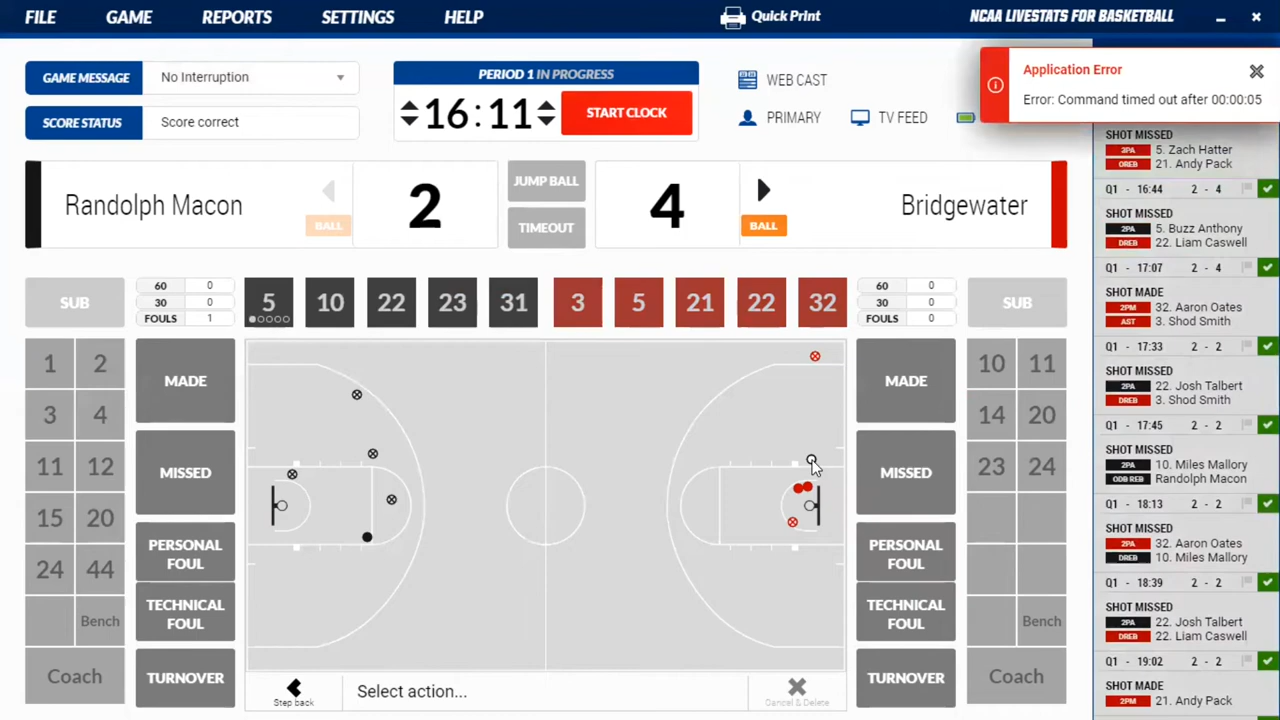 FILE GAME REPORTS SETTINGS HELP Quick Print NCAA LIVESTATS FOR BASKETBALL
Application Error
Error: Command timed out after 00:00:05
GAME MESSAGE No Interruption
SCORE STATUS Score correct
PERIOD 1 IN PROGRESS
16:11 START CLOCK
WEB CAST
PRIMARY TV FEED
Randolph Macon BALL 2
JUMP BALL
TIMEOUT
4 BALL Bridgewater
SUB
60 0
30 0
FOULS 1
5 10 22 23 31 3 5 21 22 32
60 0
30 0
FOULS 0
SUB
1 2
3 4
11 12
15 20
24 44
Bench
Coach
MADE
MISSED
PERSONAL
FOUL
TECHNICAL
FOUL
TURNOVER
Step back Select action... Cancel & Delete
MADE
MISSED
PERSONAL
FOUL
TECHNICAL
FOUL
TURNOVER
10 11
14 20
23 24
Bench
Coach
SHOT MISSED
3PA 5. Zach Hatter
OREB 21. Andy Pack
Q1 - 16:44 2 - 4
SHOT MISSED
2PA 5. Buzz Anthony
DREB 22. Liam Caswell
Q1 - 17:07 2 - 4
SHOT MADE
2PM 32. Aaron Oates
AST 3. Shod Smith
Q1 - 17:33 2 - 2
SHOT MISSED
2PA 22. Josh Talbert
DREB 3. Shod Smith
Q1 - 17:45 2 - 2
SHOT MISSED
2PA 10. Miles Mallory
ODB REB Randolph Macon
Q1 - 18:13 2 - 2
SHOT MISSED
2PA 32. Aaron Oates
DREB 10. Miles Mallory
Q1 - 18:39 2 - 2
SHOT MISSED
2PA 22. Josh Talbert
DREB 22. Liam Caswell
Q1 - 19:02 2 - 2
SHOT MADE
2PM 21. Andy Pack